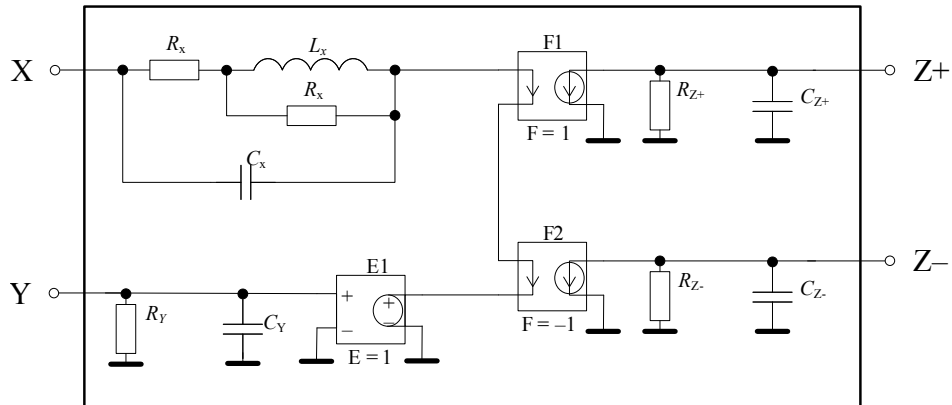 X
Rx
Lx
Rx
Cx
F1
F = 1
RZ+
CZ+
Z+
Y
RY
CY
E1
+
−
+
−
E = 1
F2
F = –1
RZ-
CZ-
Z–